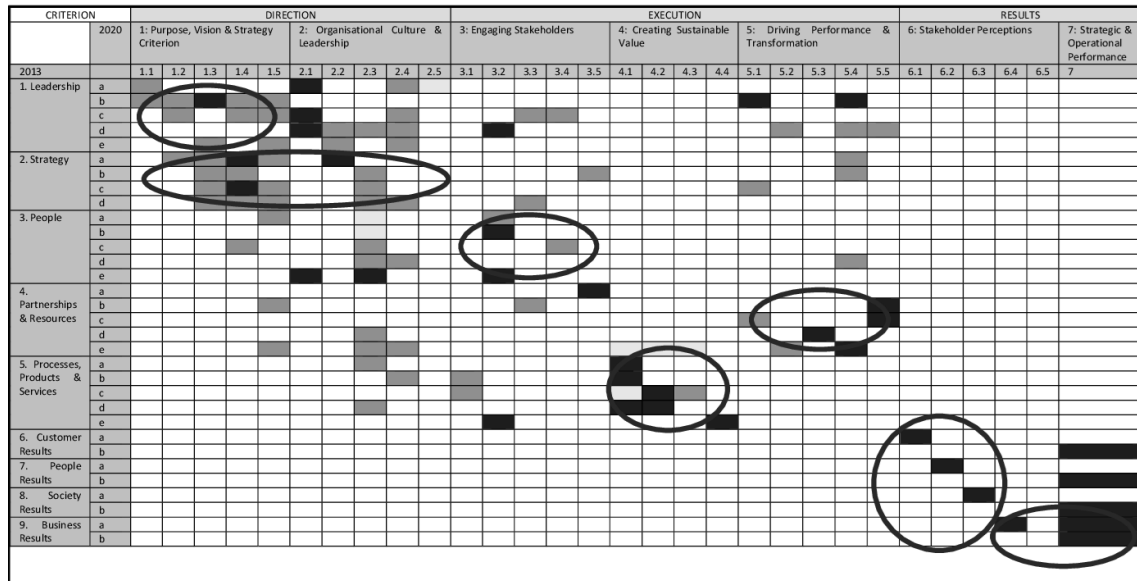 CRITERION DIRECTION EXECUTION RESULTS
2020 1: Purpose, Vision & Strategy 2: Organisational Culture & 3: Engaging Stakeholders 4: Creating Sustainable 5: Driving Performance & 6: Stakeholder Perceptions 7: Strategic &
Criterion Leadership Value Transformation Operational
Performance
2013 1.1 1.2 1.3 1.4 1.5 2.1 2.2 2.3 2.4 2.5 3.1 3.2 3.3 3.4 3.5 4.1 4.2 4.3 4.4 5.1 5.2 5.3 5.4 5.5 6.1 6.2 6.3 6.4 6.5 7
1. Leadership a
b
c
d
e
2. Strategy a
b
c
d
3. People a
b
c
d
e
4. a
Partnerships b
& Resources c
d
e
5. Processes, a
Products & b
Services c
d
e
6. Customer a
Results b
7. People a
Results b
8. Society a
Results b
9. Business a
Results b